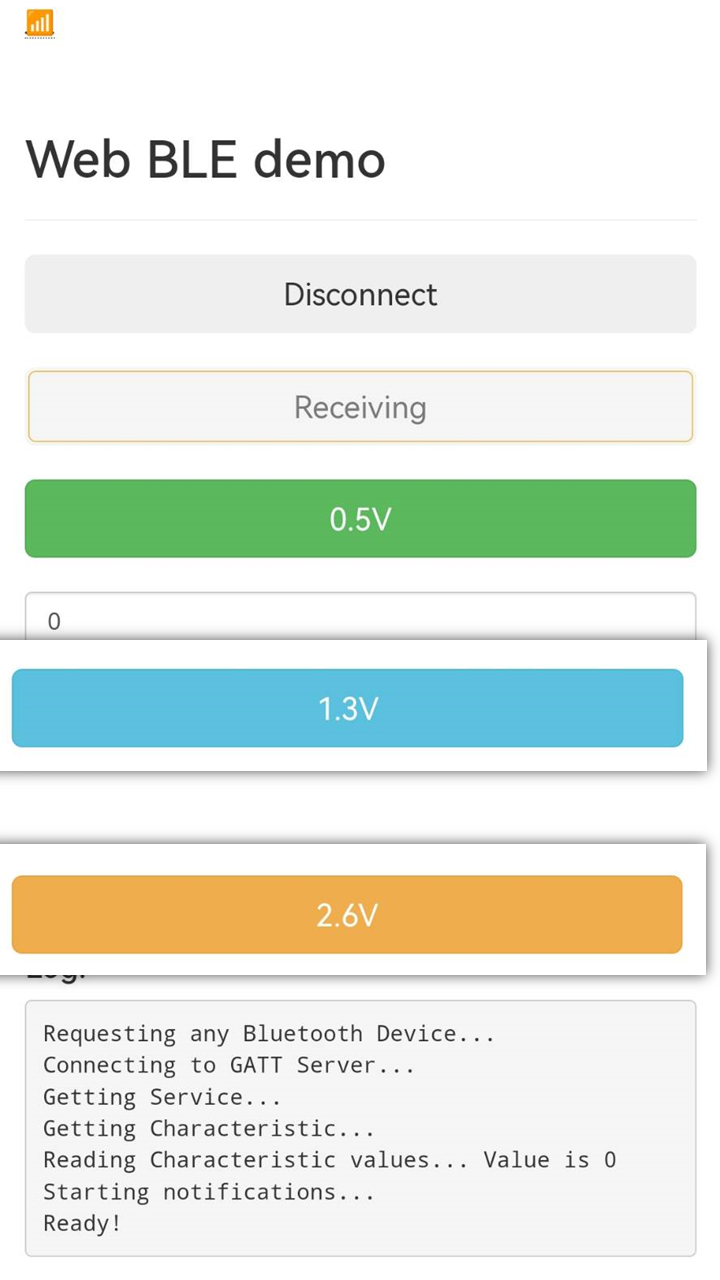 Web BLE demo
Disconnect
Receiving
0.5V
0
1.3V
2.6V
Requesting any Bluetooth Device...
Connecting to GATT Server...
Getting Service...
Getting Characteristic...
Reading Characteristic values... Value is 0
Starting notifications...
Ready!